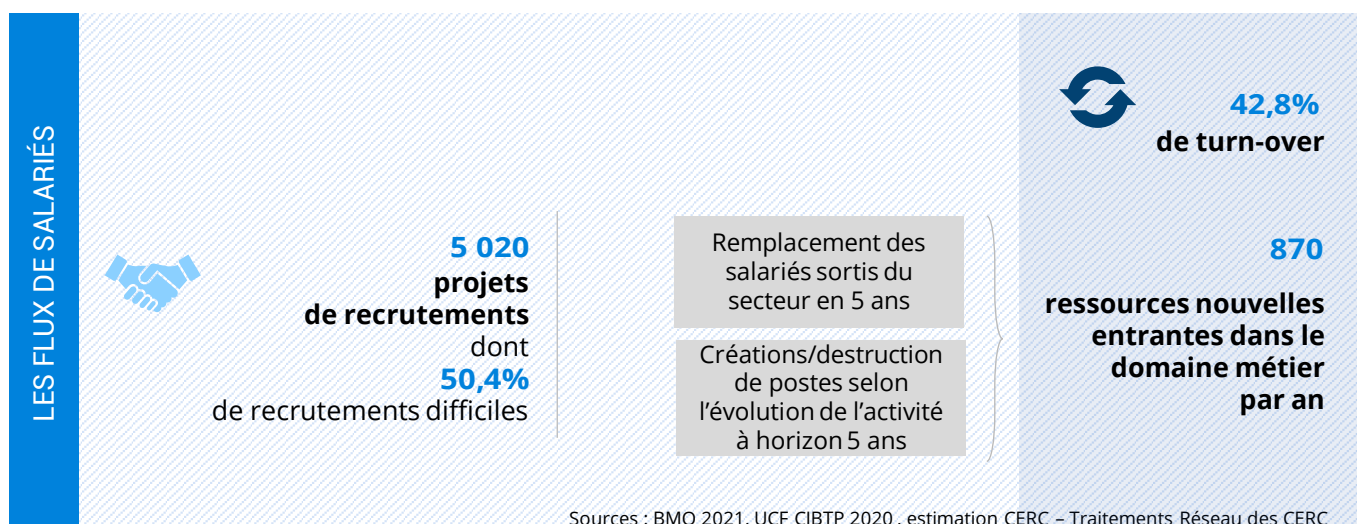 LES FLUX DE SALARIÉS
5 020
projets
de recrutements
dont
50,4%
de recrutements difficiles
Remplacement des
salariés sortis du
secteur en 5 ans
Créations/destruction
de postes selon
l’évolution de l’activité
à horizon 5 ans
42,8%
de turn-over
870
ressources nouvelles
entrantes dans le
domaine métier
par an
Sources : BMO 2021, UCF CIBTP 2020 , estimation CERC – Traitements Réseau des CERC